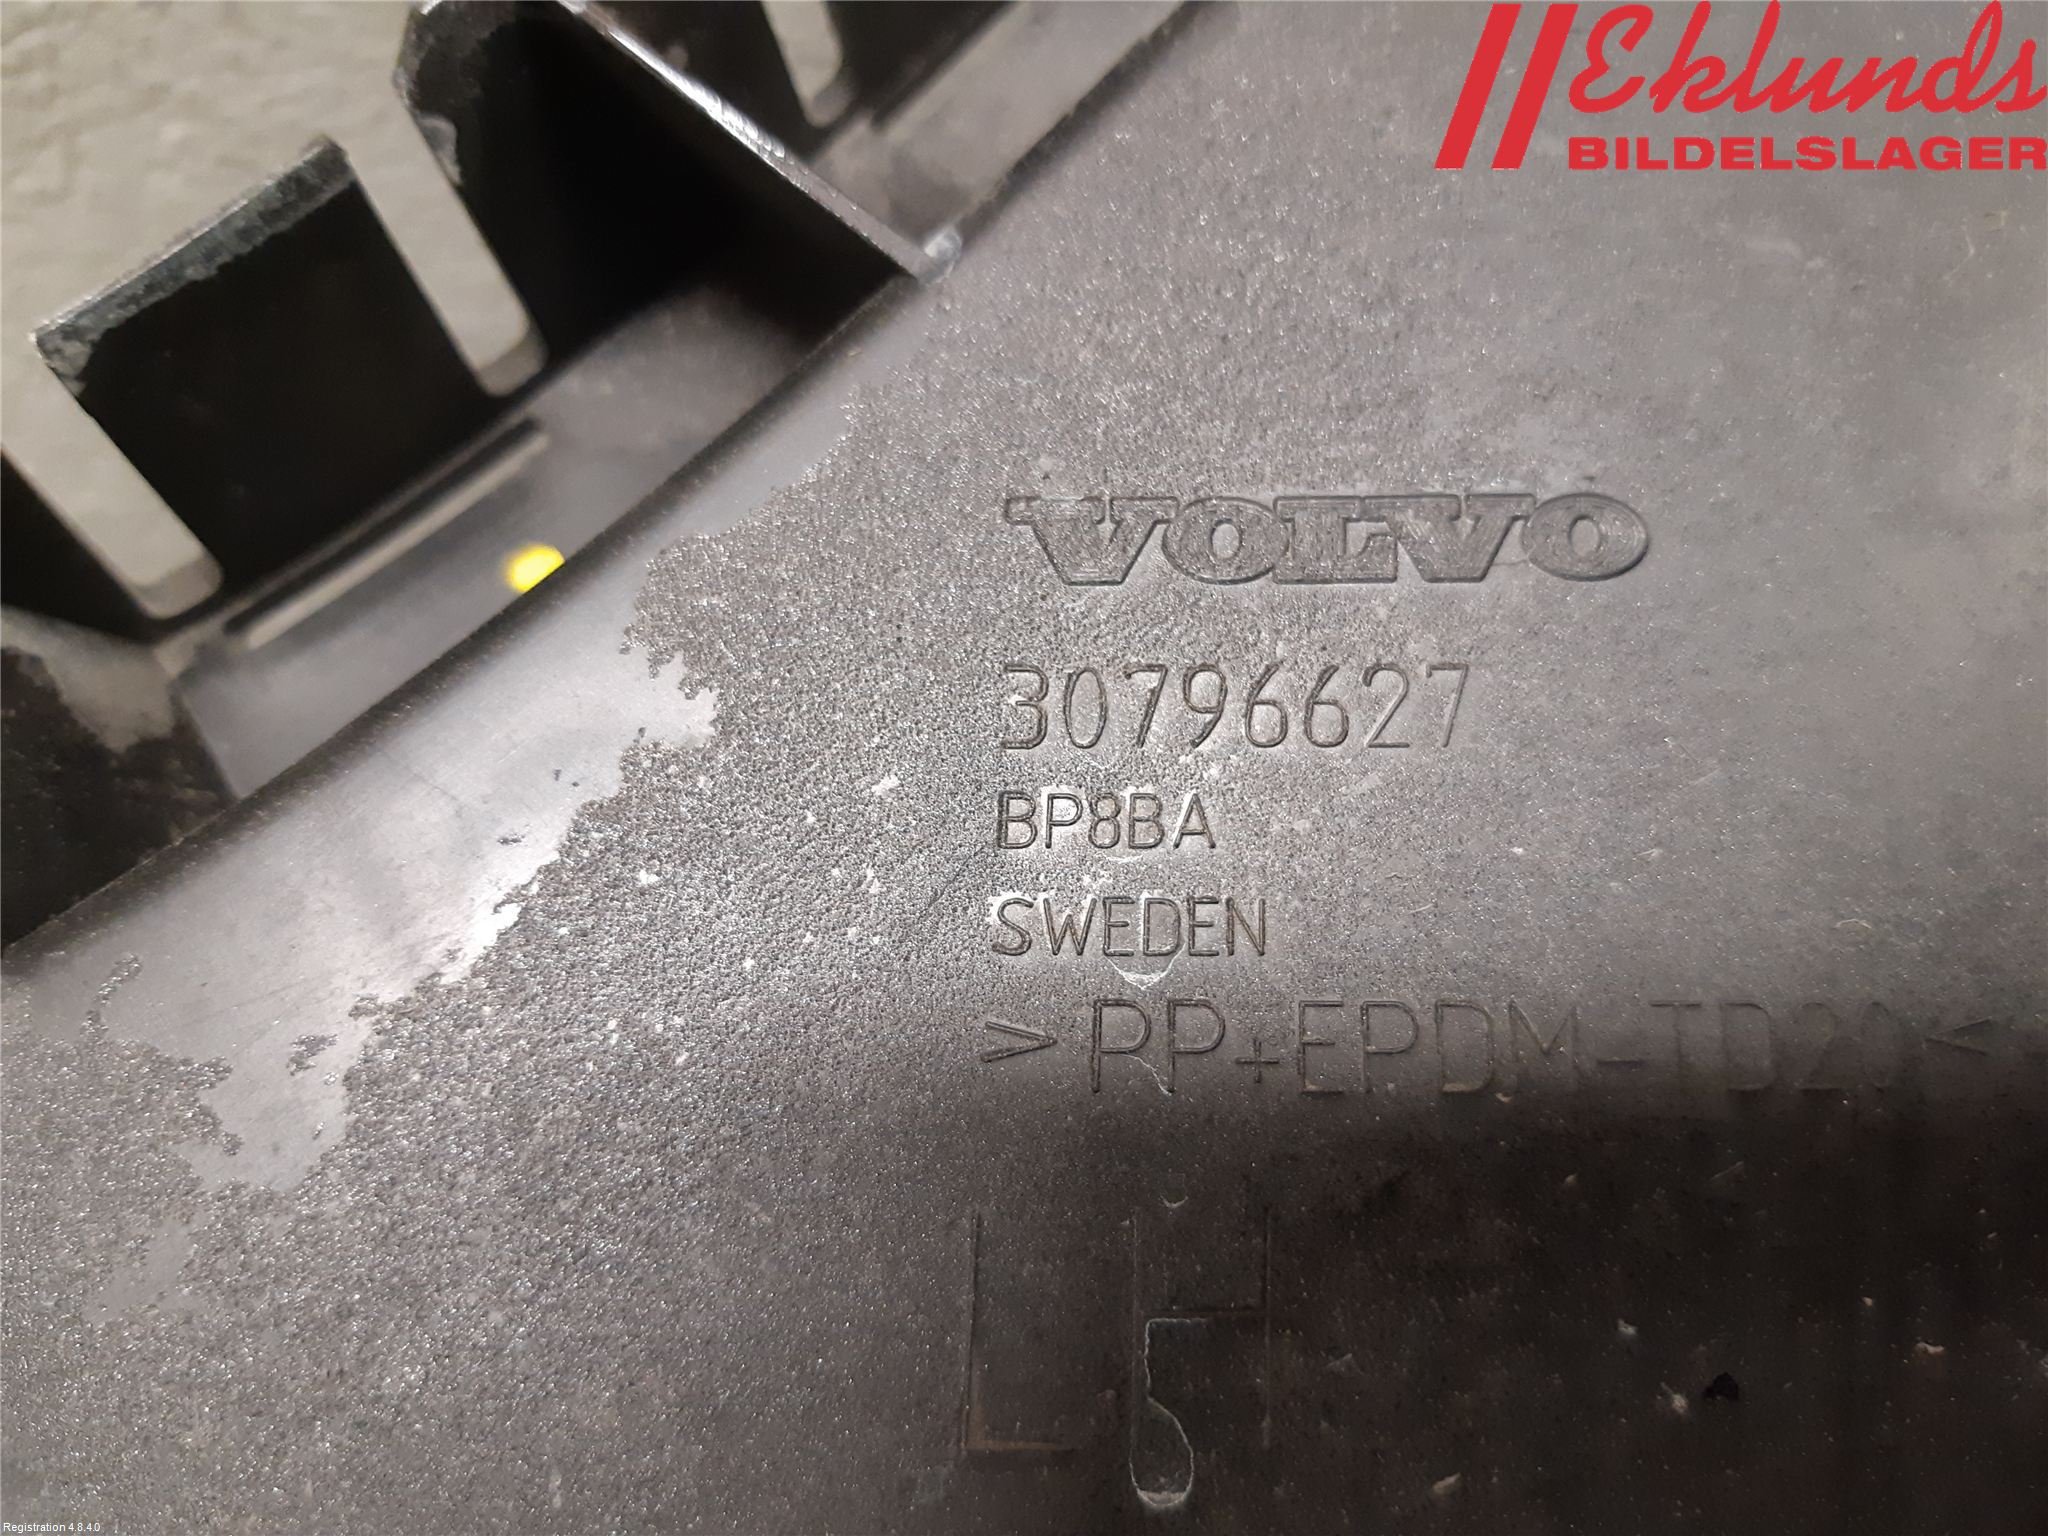 Eklunds
BILDELSLAGER
VOLVO
30796627
BP8BA
SWEDEN
>PP+EPDM-TD20<
LH
Registration 4.8.4.0